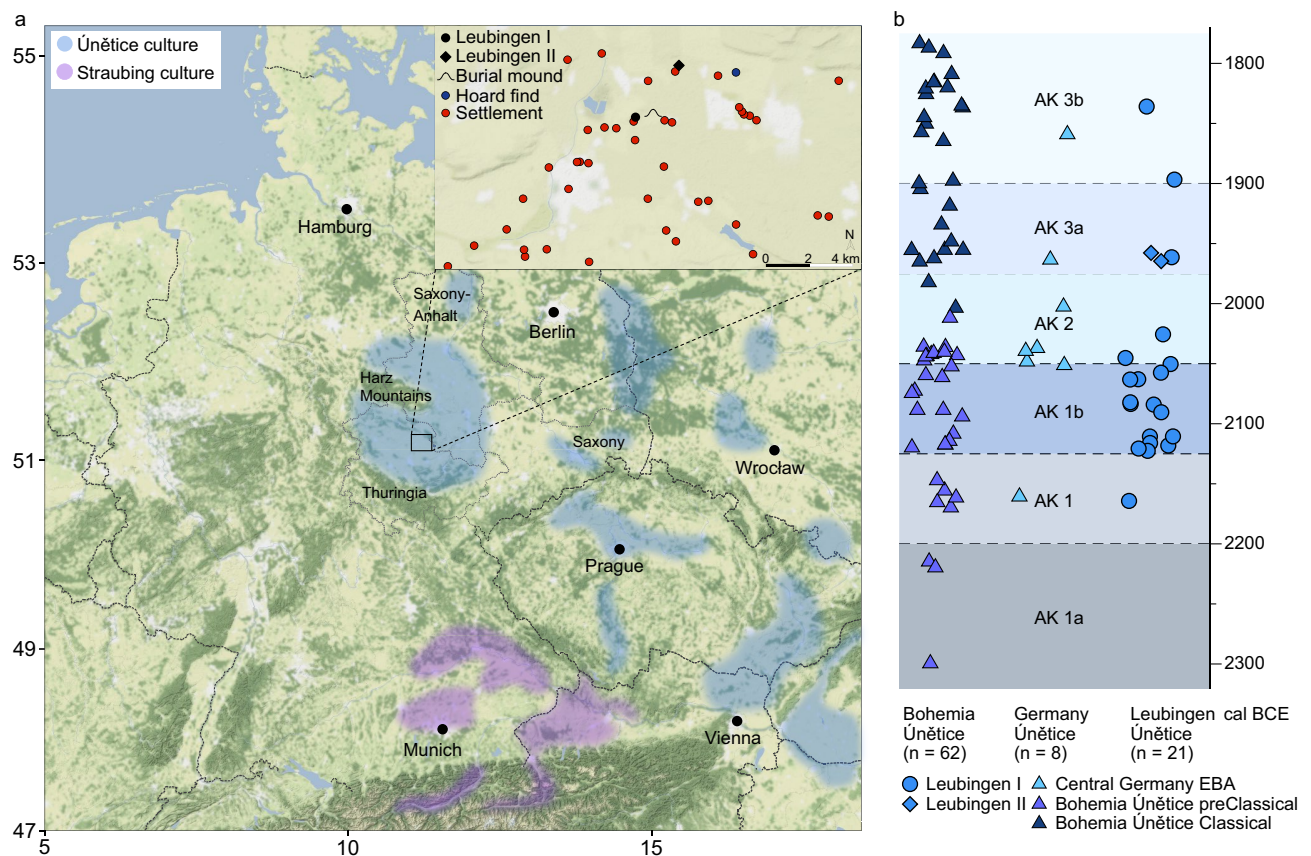 a
Únětice culture
Straubing culture
Leubingen I
Leubingen II
Burial mound
Hoard find
Settlement
N
0 2 4 km
55
53
51
49
47
5
10
15
Hamburg
Saxony-
Anhalt
Berlin
Harz
Mountains
Saxony
Wrocław
Thuringia
Prague
Munich
Vienna
b
AK 3b
AK 3a
AK 2
AK 1b
AK 1
AK 1a
1800
1900
2000
2100
2200
2300
Bohemia
Únětice
(n = 62)
Germany
Únětice
(n = 8)
Leubingen
Únětice
(n = 21)
cal BCE
Leubingen I
Leubingen II
Central Germany EBA
Bohemia Únětice preClassical
Bohemia Únětice Classical